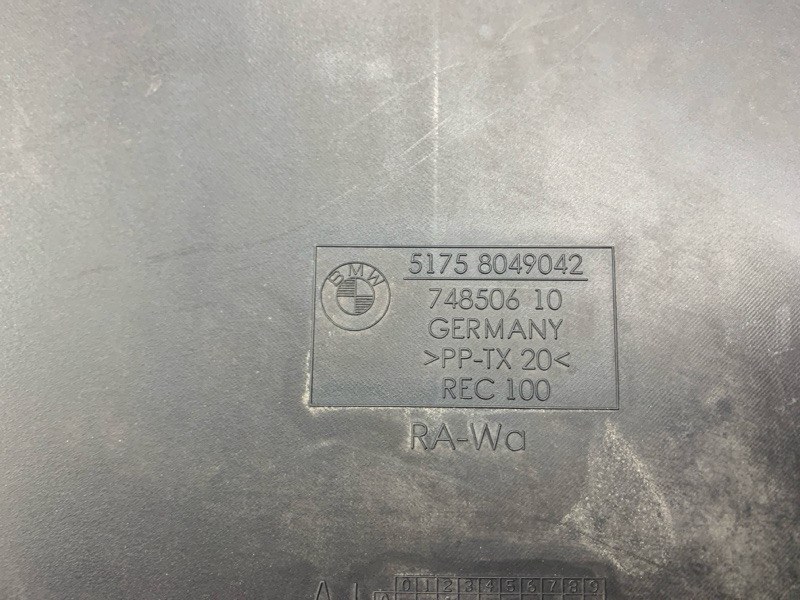 BMW
5175 8049042
748506 10
GERMANY
>PP-TX 20<
REC 100
RA-Wa
0 1 2 3 4 5 6 7 8 9